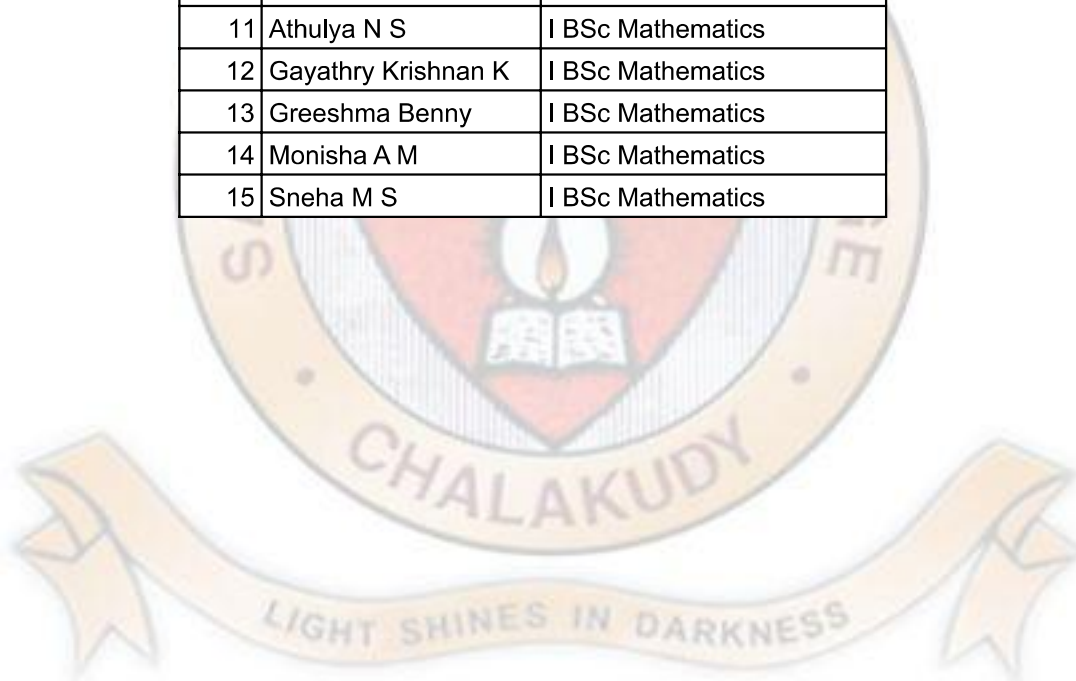 11 Athulya N S I BSc Mathematics
12 Gayathry Krishnan K I BSc Mathematics
13 Greeshma Benny I BSc Mathematics
14 Monisha A M I BSc Mathematics
15 Sneha M S I BSc Mathematics
CHALAKUDY
LIGHT SHINES IN DARKNESS